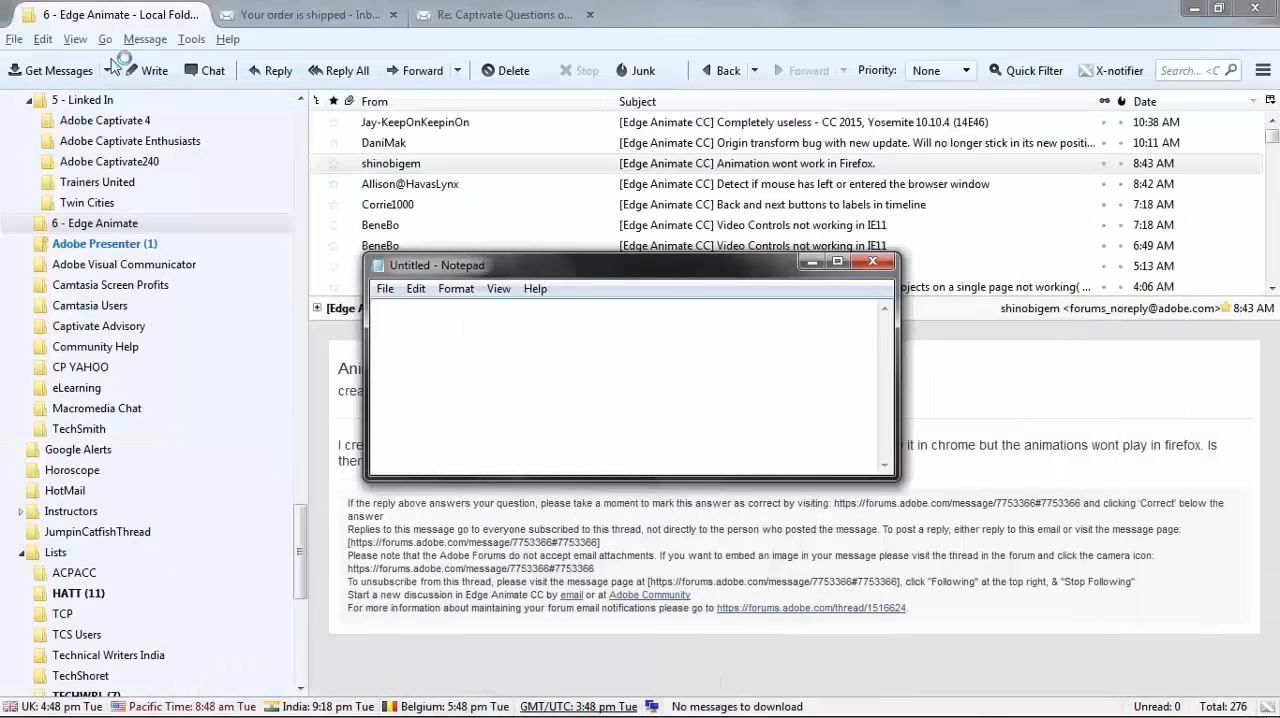 6 - Edge Animate - Local Fold...
Your order is shipped - Inb...
Re: Captivate Questions o...
File Edit View Go Message Tools Help
Get Messages Write Chat Reply Reply All Forward Delete Stop Junk Back Forward Priority: None Quick Filter X-notifier Search... <C
5 - Linked In
Adobe Captivate 4
Adobe Captivate Enthusiasts
Adobe Captivate240
Trainers United
Twin Cities
6 - Edge Animate
Adobe Presenter (1)
Adobe Visual Communicator
Camtasia Screen Profits
Camtasia Users
Captivate Advisory
Community Help
CP YAHOO
eLearning
Macromedia Chat
TechSmith
Google Alerts
Horoscope
HotMail
Instructors
JumpinCatfishThread
Lists
ACPACC
HATT (11)
TCP
TCS Users
Technical Writers India
TechShoret
TECHWRL (7)
From Subject Date
Jay-KeepOnKeepinOn [Edge Animate CC] Completely useless - CC 2015, Yosemite 10.10.4 (14E46) 10:38 AM
DaniMak [Edge Animate CC] Origin transform bug with new update. Will no longer stick in its new positi... 10:11 AM
shinobigem [Edge Animate CC] Animation wont work in Firefox. 8:43 AM
Allison@HavasLynx [Edge Animate CC] Detect if mouse has left or entered the browser window 8:42 AM
Corrie1000 [Edge Animate CC] Back and next buttons to labels in timeline 7:18 AM
BeneBo [Edge Animate CC] Video Controls not working in IE11 7:18 AM
BeneBo [Edge Animate CC] Video Controls not working in IE11 6:49 AM
5:13 AM
ojects on a single page not working( ... 4:06 AM
Untitled - Notepad
File Edit Format View Help
[Edge A
shinobigem <forums_noreply@adobe.com> 8:43 AM
Ani
crea
I cre
it in chrome but the animations wont play in firefox. Is
ther
If the reply above answers your question, please take a moment to mark this answer as correct by visiting: https://forums.adobe.com/message/7753366#7753366 and clicking 'Correct' below the
answer
Replies to this message go to everyone subscribed to this thread, not directly to the person who posted the message. To post a reply, either reply to this email or visit the message page:
[https://forums.adobe.com/message/7753366#7753366]
Please note that the Adobe Forums do not accept email attachments. If you want to embed an image in your message please visit the thread in the forum and click the camera icon:
https://forums.adobe.com/message/7753366#7753366
To unsubscribe from this thread, please visit the message page at [https://forums.adobe.com/message/7753366#7753366], click "Following" at the top right, & "Stop Following"
Start a new discussion in Edge Animate CC by email or at Adobe Community
For more information about maintaining your forum email notifications please go to https://forums.adobe.com/thread/1516624.
UK: 4:48 pm Tue Pacific Time: 8:48 am Tue India: 9:18 pm Tue Belgium: 5:48 pm Tue GMT/UTC: 3:48 pm Tue No messages to download Unread: 0 Total: 276